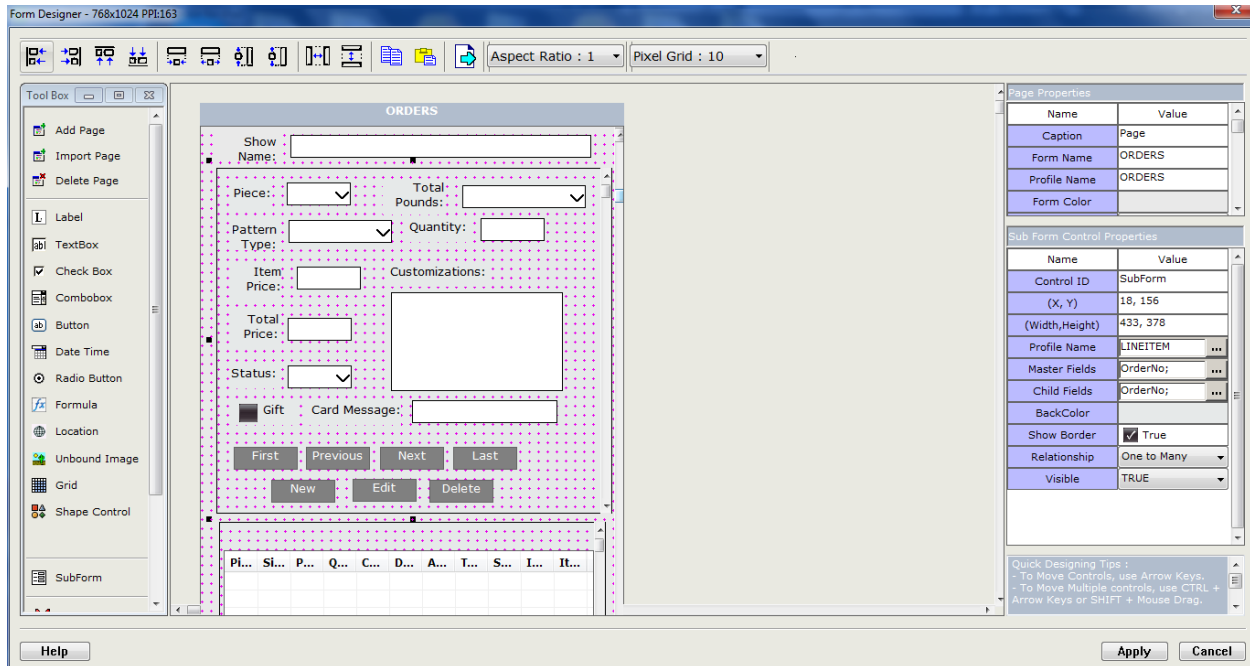 Form Designer - 768x1024 PPI:163
Aspect Ratio : 1
Pixel Grid : 10
Tool Box
Add Page
Import Page
Delete Page
Label
TextBox
Check Box
Combobox
Button
Date Time
Radio Button
Formula
Location
Unbound Image
Grid
Shape Control
SubForm
ORDERS
Show
Name:
Piece:
Total
Pounds:
Pattern
Type:
Quantity:
Item
Price:
Customizations:
Total
Price:
Status:
Gift
Card Message:
First Previous Next Last
New Edit Delete
Pi... Si... P... Q... C... D... A... T... S... I... It...
Page Properties
Name Value
Caption Page
Form Name ORDERS
Profile Name ORDERS
Form Color
Sub Form Control Properties
Name Value
Control ID SubForm
(X, Y) 18, 156
(Width,Height) 433, 378
Profile Name LINEITEM ...
Master Fields OrderNo; ...
Child Fields OrderNo; ...
BackColor
Show Border True
Relationship One to Many
Visible TRUE
Quick Designing Tips :
- To Move Controls, use Arrow Keys.
- To Move Multiple controls, use CTRL +
Arrow Keys or SHIFT + Mouse Drag.
Help
Apply
Cancel